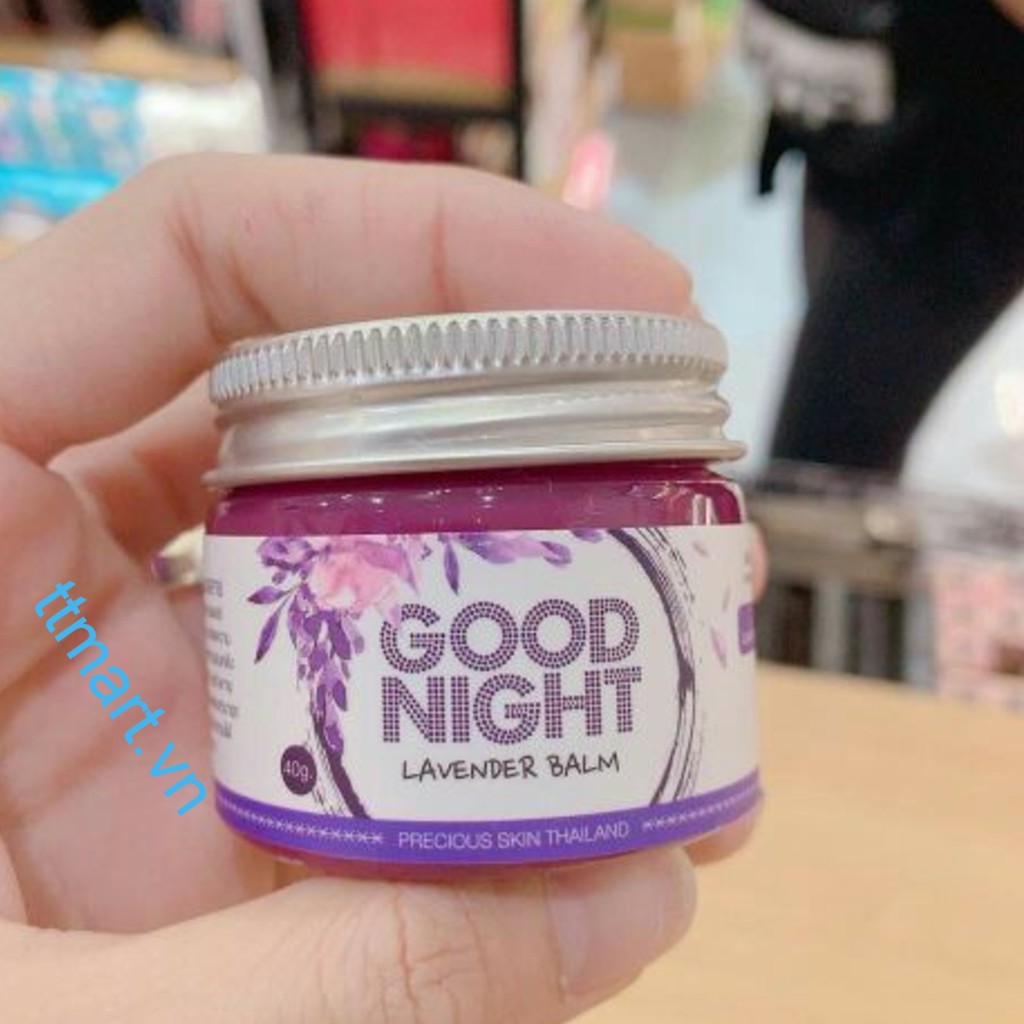 GOOD
NIGHT
LAVENDER BALM
40g.
PRECIOUS SKIN THAILAND
ttmart.vn